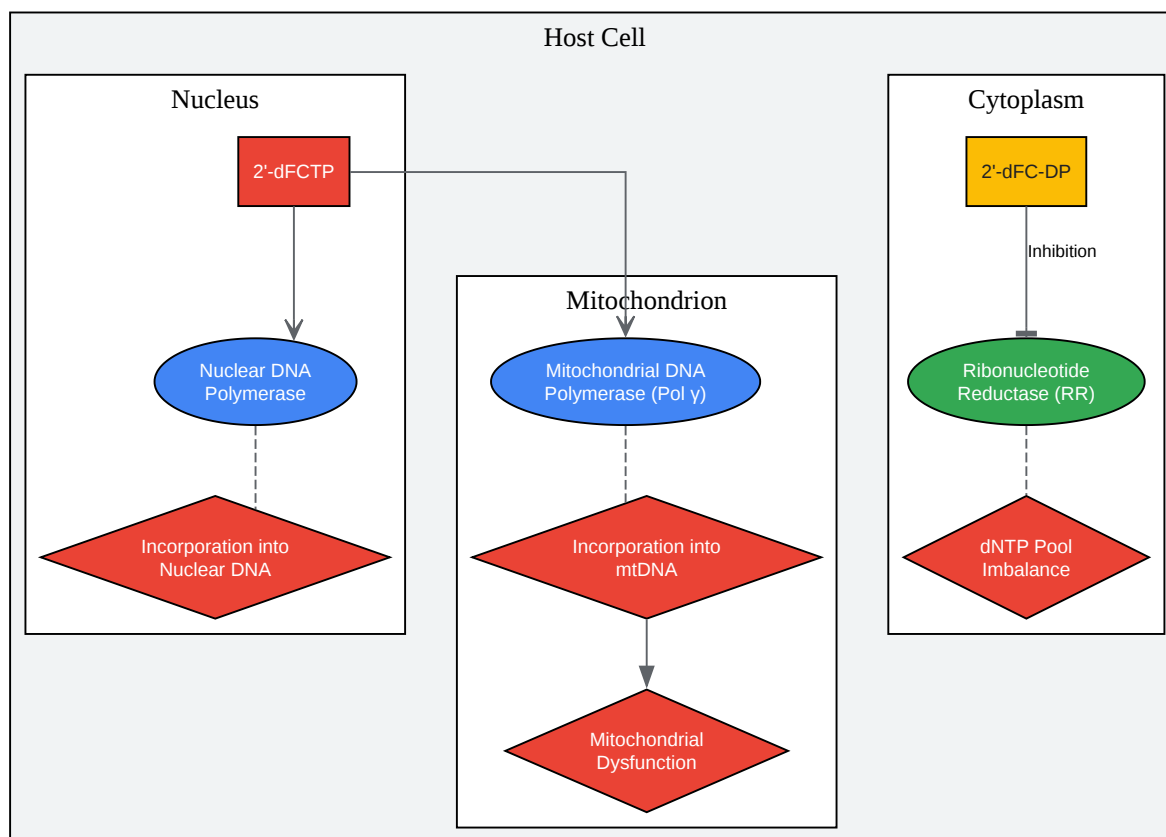 Host Cell
Nucleus
Cytoplasm
2'-dFCTP
2'-dFC-DP
Inhibition
Mitochondrion
Nuclear DNA
Polymerase
Mitochondrial DNA
Polymerase (Pol γ)
Ribonucleotide
Reductase (RR)
Incorporation into
Nuclear DNA
Incorporation into
mtDNA
dNTP Pool
Imbalance
Mitochondrial
Dysfunction